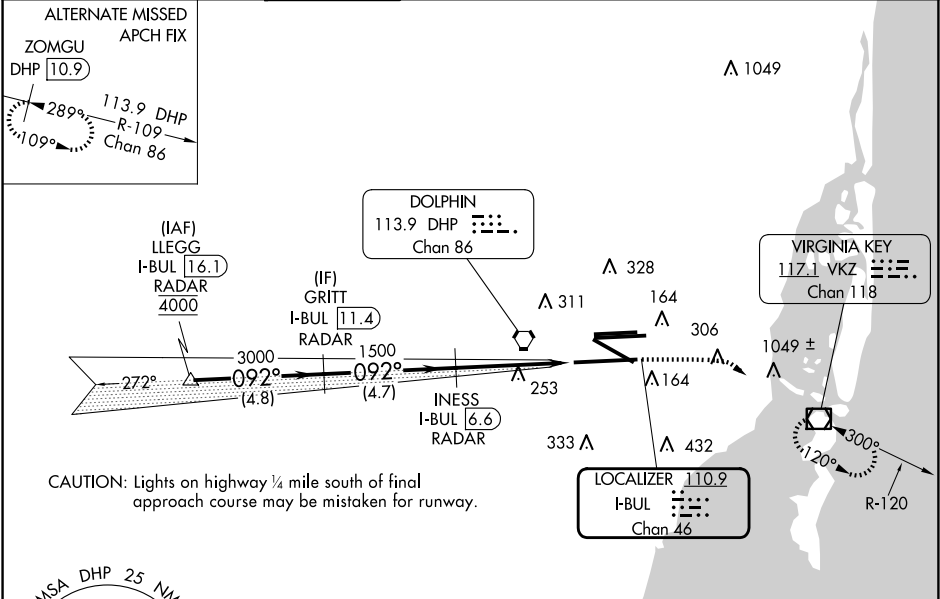 ALTERNATE MISSED
APCH FIX
ZOMGU
DHP 10.9
289°
109°
113.9 DHP
R-109
Chan 86
1049
DOLPHIN
113.9 DHP
Chan 86
(IAF)
LLEGG
I-BUL 16.1
RADAR
4000
(IF)
GRITT
I-BUL 11.4
RADAR
328
311
164
306
1049 ±
VIRGINIA KEY
117.1 VKZ
Chan 118
272°
3000
092°
(4.8)
1500
092°
(4.7)
INESS
I-BUL 6.6
RADAR
253
164
333
432
300°
120°
R-120
CAUTION: Lights on highway ¼ mile south of final
approach course may be mistaken for runway.
LOCALIZER 110.9
I-BUL
Chan 46
MSA DHP 25 NM